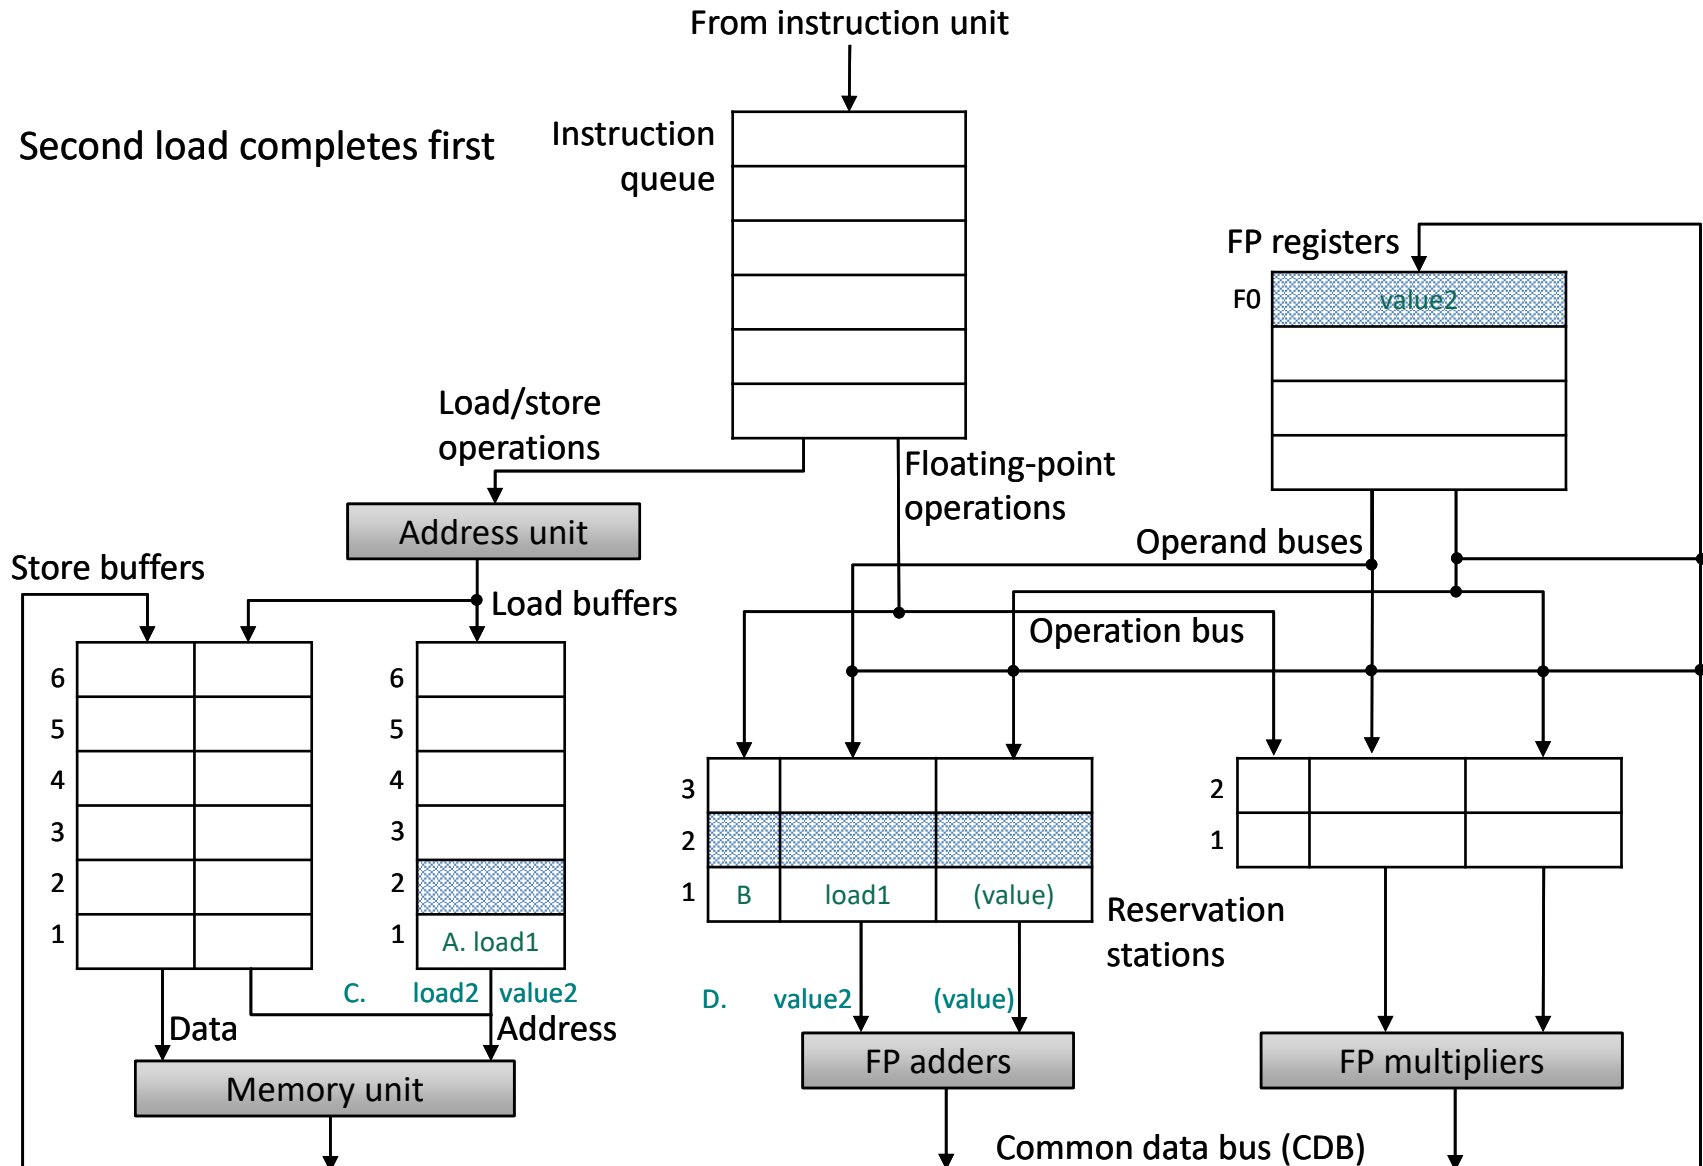 From instruction unit
Second load completes first
Instruction
queue
FP registers
F0 value2
Load/store
operations
Floating-point
operations
Address unit
Operand buses
Store buffers
Load buffers
Operation bus
6
5
4
3
2
1
6
5
4
3
2
1 A. load1
3
2
1 B load1 (value)
2
1
Reservation
stations
C. load2 value2
D. value2 (value)
Data
Address
Memory unit
FP adders
FP multipliers
Common data bus (CDB)